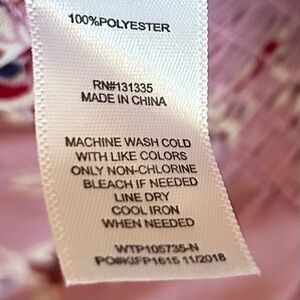 100%POLYESTER
RN#131335
MADE IN CHINA
MACHINE WASH COLD
WITH LIKE COLORS
ONLY NON-CHLORINE
BLEACH IF NEEDED
LINE DRY
COOL IRON
WHEN NEEDED
WTP105735-N
PO#KIFP1615 11/2018